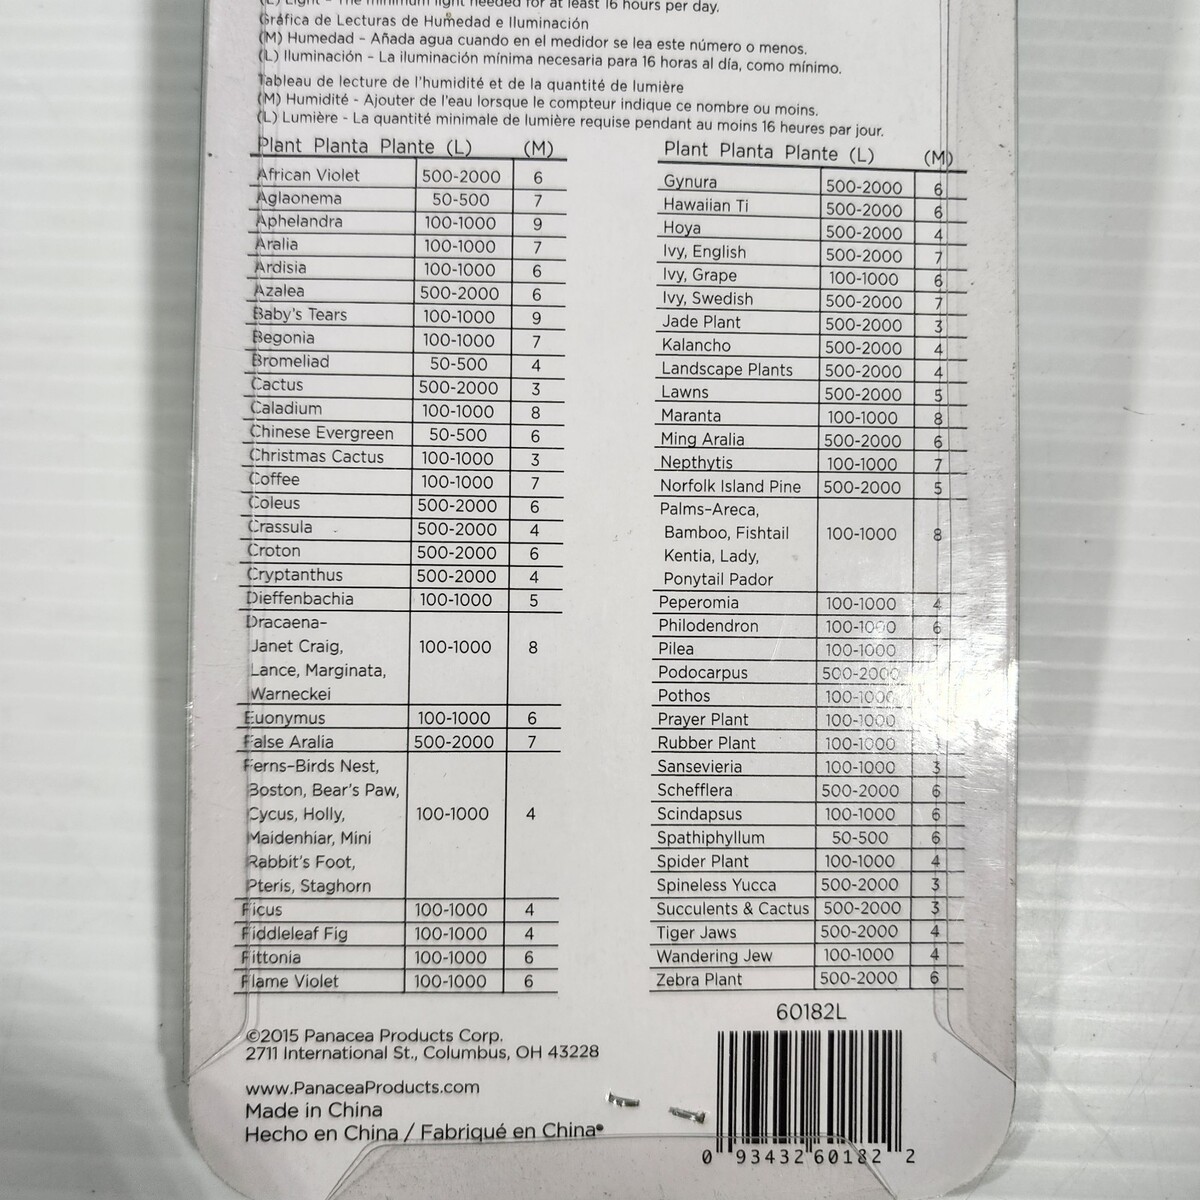 (L) Light - The minimum light needed for at least 16 hours per day.
Gráfica de Lecturas de Humedad e Iluminación
(M) Humedad - Añada agua cuando en el medidor se lea este número o menos.
(L) Iluminación - La iluminación mínima necesaria para 16 horas al día, como mínimo.
Tableau de lecture de l'humidité et de la quantité de lumière
(M) Humidité - Ajouter de l'eau lorsque le compteur indique ce nombre ou moins.
(L) Lumière - La quantité minimale de lumière requise pendant au moins 16 heures par jour.
Plant Planta Plante (L) (M)
African Violet 500-2000 6
Aglaonema 50-500 7
Aphelandra 100-1000 9
Aralia 100-1000 7
Ardisia 100-1000 6
Azalea 500-2000 6
Baby's Tears 100-1000 9
Begonia 100-1000 7
Bromeliad 50-500 4
Cactus 500-2000 3
Caladium 100-1000 8
Chinese Evergreen 50-500 6
Christmas Cactus 100-1000 3
Coffee 100-1000 7
Coleus 500-2000 6
Crassula 500-2000 4
Croton 500-2000 6
Cryptanthus 500-2000 4
Dieffenbachia 100-1000 5
Dracaena-
Janet Craig, 100-1000 8
Lance, Marginata,
Warneckei
Euonymus 100-1000 6
False Aralia 500-2000 7
Ferns-Birds Nest,
Boston, Bear's Paw,
Cycus, Holly, 100-1000 4
Maidenhiar, Mini
Rabbit's Foot,
Pteris, Staghorn
Ficus 100-1000 4
Fiddleleaf Fig 100-1000 4
Fittonia 100-1000 6
Flame Violet 100-1000 6
Plant Planta Plante (L) (M)
Gynura 500-2000 6
Hawaiian Ti 500-2000 6
Hoya 500-2000 4
Ivy, English 500-2000 7
Ivy, Grape 100-1000 6
Ivy, Swedish 500-2000 7
Jade Plant 500-2000 3
Kalancho 500-2000 4
Landscape Plants 500-2000 4
Lawns 500-2000 5
Maranta 100-1000 8
Ming Aralia 500-2000 6
Nepthytis 100-1000 7
Norfolk Island Pine 500-2000 5
Palms-Areca,
Bamboo, Fishtail 100-1000 8
Kentia, Lady,
Ponytail Pador
Peperomia 100-1000 4
Philodendron 100-1000 6
Pilea 100-1000
Podocarpus 500-2000
Pothos 100-1000
Prayer Plant 100-1000
Rubber Plant 100-1000
Sansevieria 100-1000 3
Schefflera 500-2000 6
Scindapsus 100-1000 6
Spathiphyllum 50-500 6
Spider Plant 100-1000 4
Spineless Yucca 500-2000 3
Succulents & Cactus 500-2000 3
Tiger Jaws 500-2000 4
Wandering Jew 100-1000 4
Zebra Plant 500-2000 6
60182L
©2015 Panacea Products Corp.
2711 International St., Columbus, OH 43228
www.PanaceaProducts.com
Made in China
Hecho en China / Fabriqué en China
0 93432 60182 2